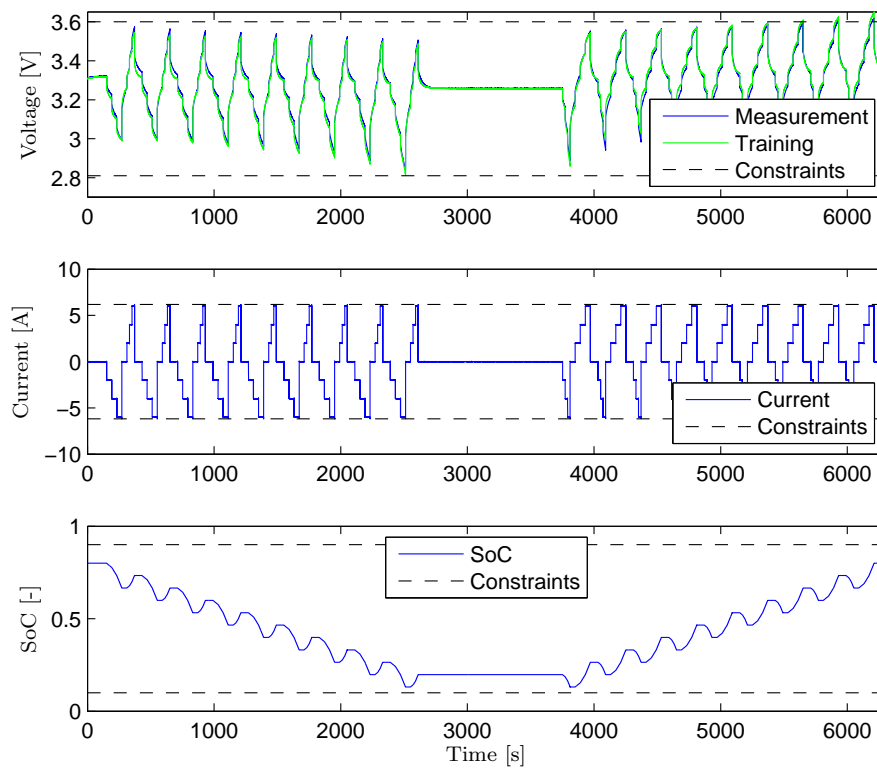 3.6
3.2
3
2.8
Voltage [V]
Measurement
Training
Constraints
0 1000 2000 3000 4000 5000 6000
10
5
0
−5
−10
Current [A]
Current
Constraints
0 1000 2000 3000 4000 5000 6000
1
0.5
0
SoC [-]
SoC
Constraints
0 1000 2000 3000 4000 5000 6000
Time [s]